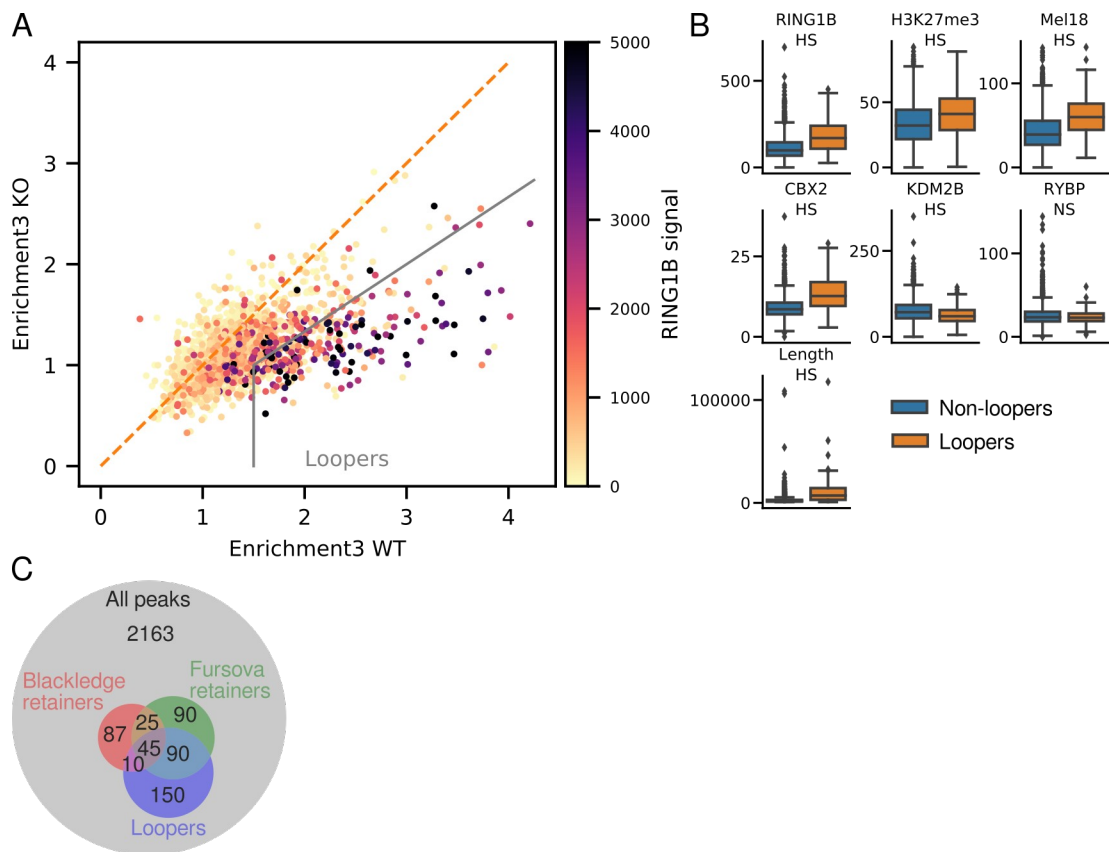 A
4
3
2
1
0
Enrichment3 KO
0
1
2
3
4
Enrichment3 WT
Loopers
5000
4000
3000
2000
1000
0
RING1B signal
B
RING1B
HS
500
0
H3K27me3
HS
50
0
Mel18
HS
100
0
CBX2
HS
25
0
KDM2B
HS
250
0
RYBP
NS
100
0
Length
HS
100000
0
Non-loopers
Loopers
C
All peaks
2163
Blackledge
retainers
Fursova
retainers
87
25
90
45
10
90
150
Loopers